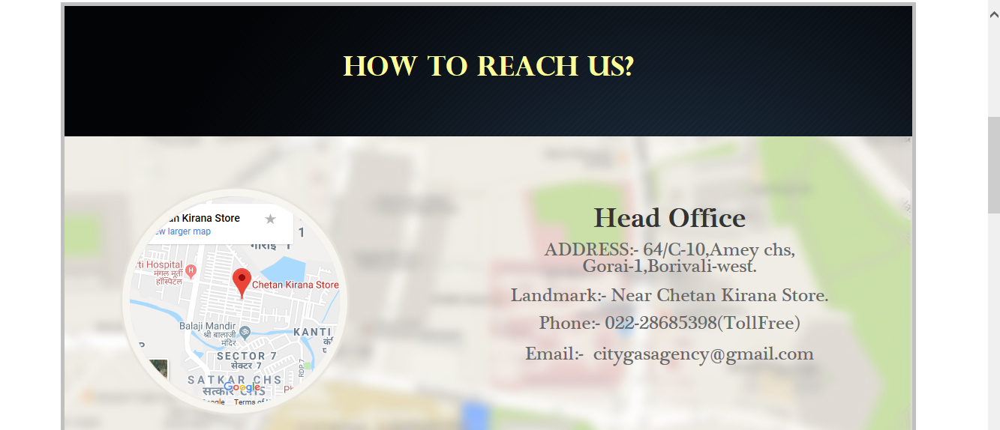 HOW TO REACH US?
Kirana Store
larger map
1
गोराई 1
Hospital
मंगल मूर्ती
हॉस्पिटल
Chetan Kirana Store
Balaji Mandir
श्री बालाजी
मंदिर
KANTI
SECTOR 7
सेक्टर 7
RDP 7
SATKAR CHS
सत्कार CHS
Google
Terms of
Head Office
ADDRESS:- 64/C-10,Amey chs,
Gorai-1,Borivali-west.
Landmark:- Near Chetan Kirana Store.
Phone:- 022-28685398(TollFree)
Email:- citygasagency@gmail.com